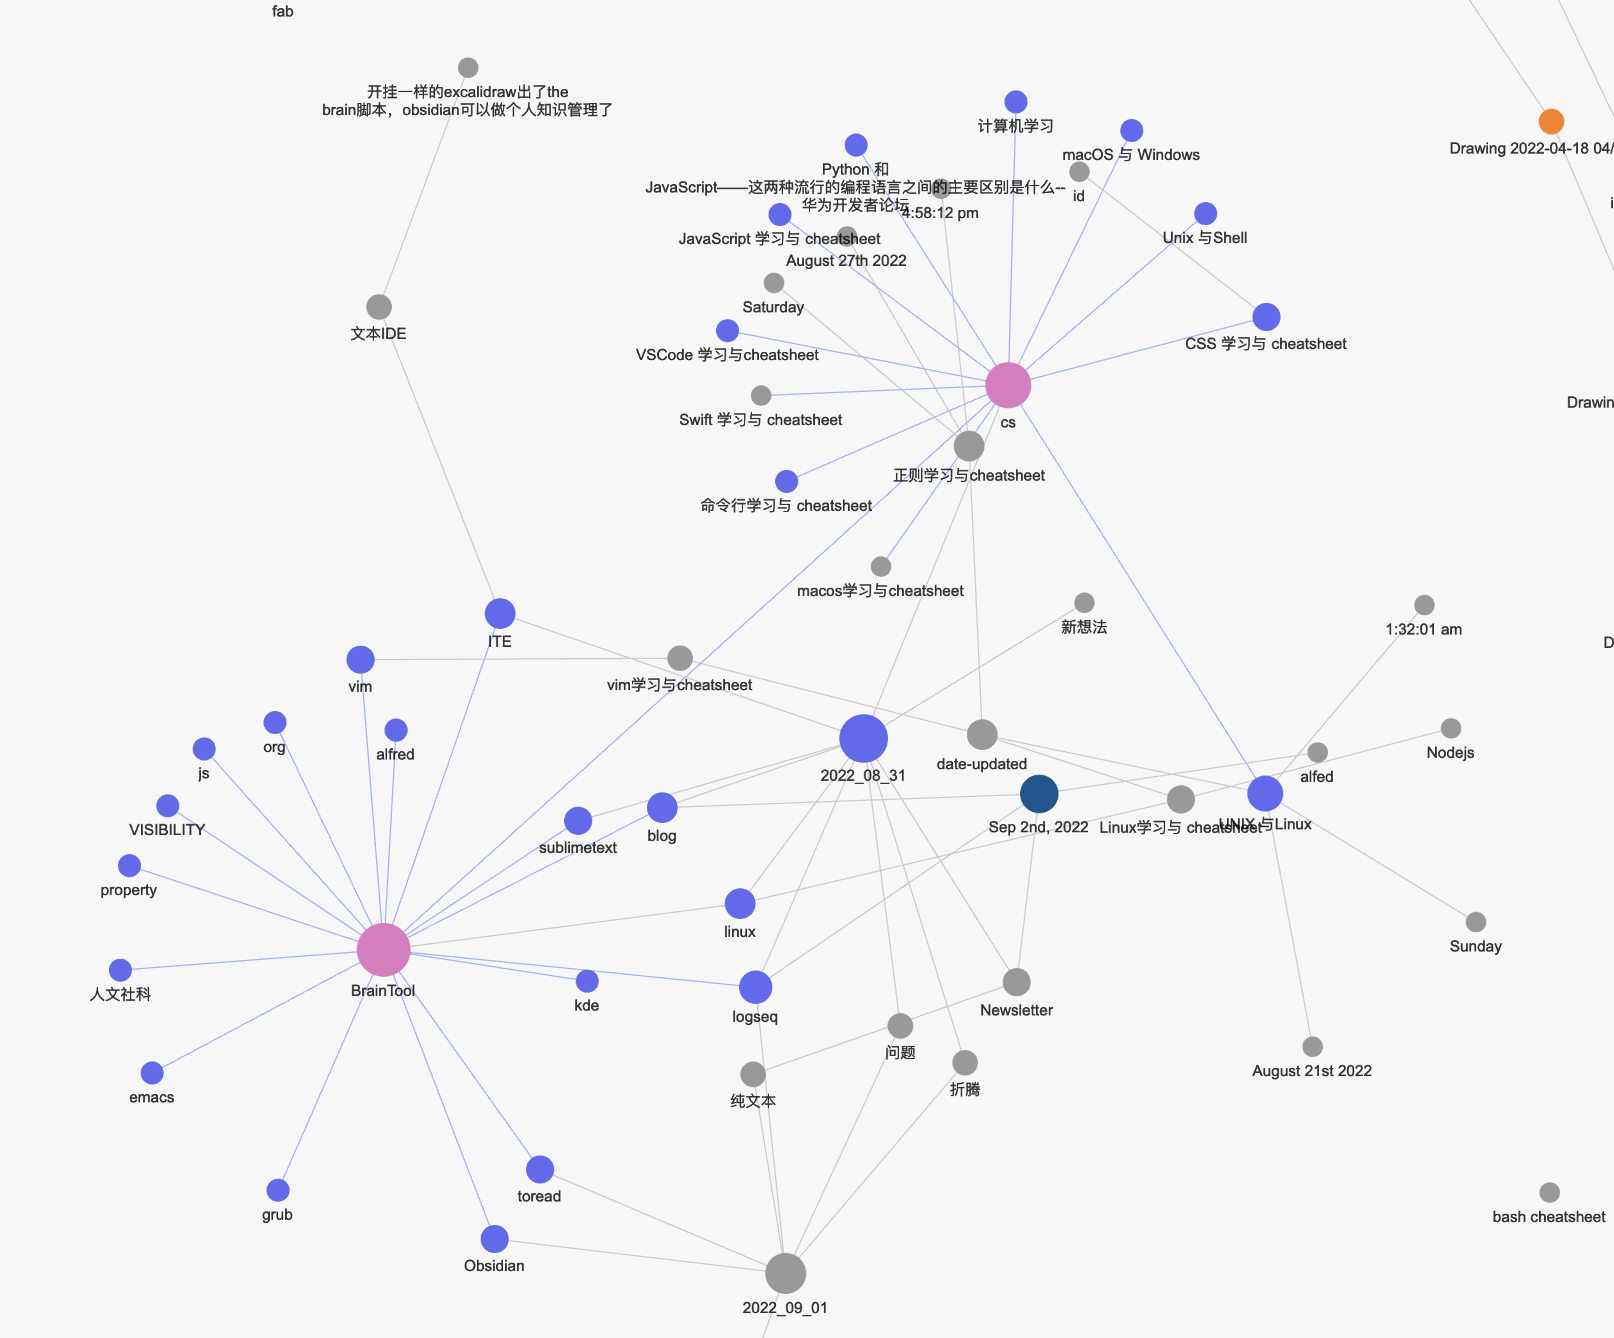 fab
开挂一样的excalidraw出了the
brain脚本，obsidian可以做个人知识管理了
计算机学习
Drawing 2022-04-18 04/
macOS 与 Windows
Python 和
JavaScript——这两种流行的编程语言之间的主要区别是什么--
华为开发者论坛
id
4:58:12 pm
JavaScript 学习与 cheatsheet
Unix 与Shell
August 27th 2022
Saturday
文本IDE
CSS 学习与 cheatsheet
VSCode 学习与cheatsheet
Drawin
Swift 学习与 cheatsheet
cs
正则学习与cheatsheet
命令行学习与 cheatsheet
macos学习与cheatsheet
新想法
1:32:01 am
ITE
D
vim
vim学习与cheatsheet
org
alfred
js
2022_08_31
date-updated
Nodejs
alfed
VISIBILITY
sublimetext
blog
Sep 2nd, 2022
Linux学习与 cheatsheet
UNIX 与Linux
property
linux
Sunday
人文社科
BrainTool
kde
logseq
Newsletter
问题
August 21st 2022
折腾
emacs
纯文本
toread
grub
bash cheatsheet
Obsidian
2022_09_01